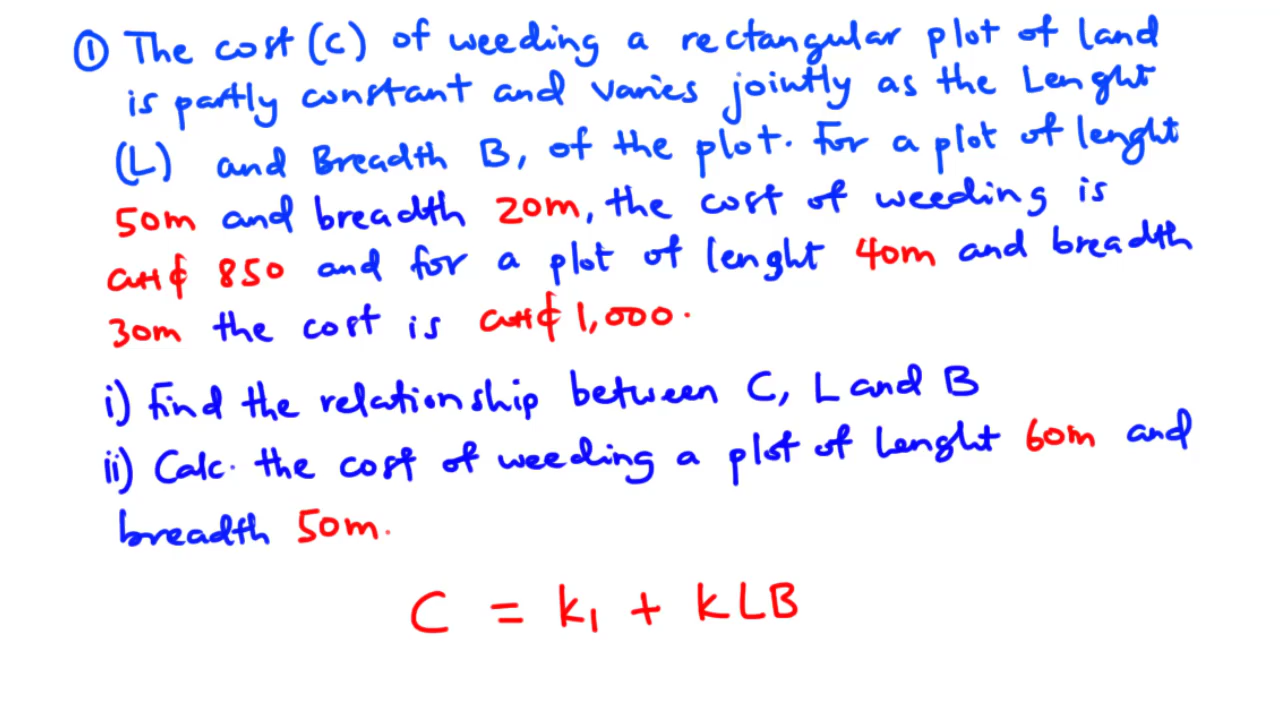 ① The cost (C) of weeding a rectangular plot of land
is partly constant and varies jointly as the Lenght
(L) and Breadth B, of the plot. For a plot of lenght
50m and breadth 20m, the cost of weeding is
GH₵ 850 and for a plot of lenght 40m and breadth
30m the cost is GH₵ 1,000.
i) Find the relationship between C, L and B
ii) Calc. the cost of weeding a plot of Lenght 60m and
breadth 50m.
C = k₁ + kLB